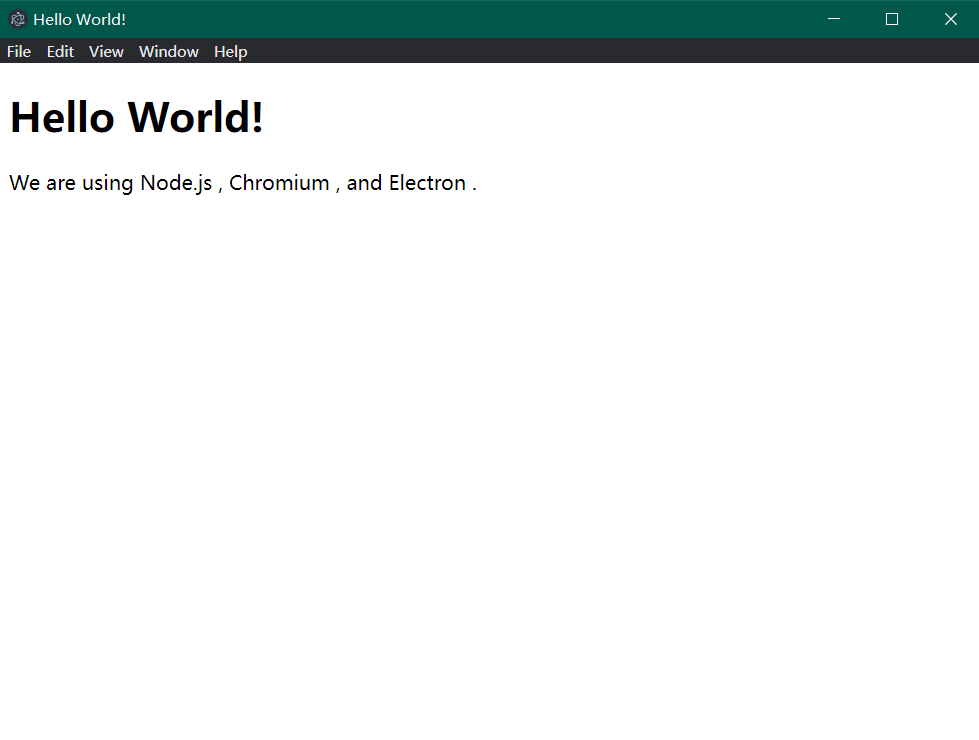 Hello World!
File Edit View Window Help
Hello World!
We are using Node.js , Chromium , and Electron .